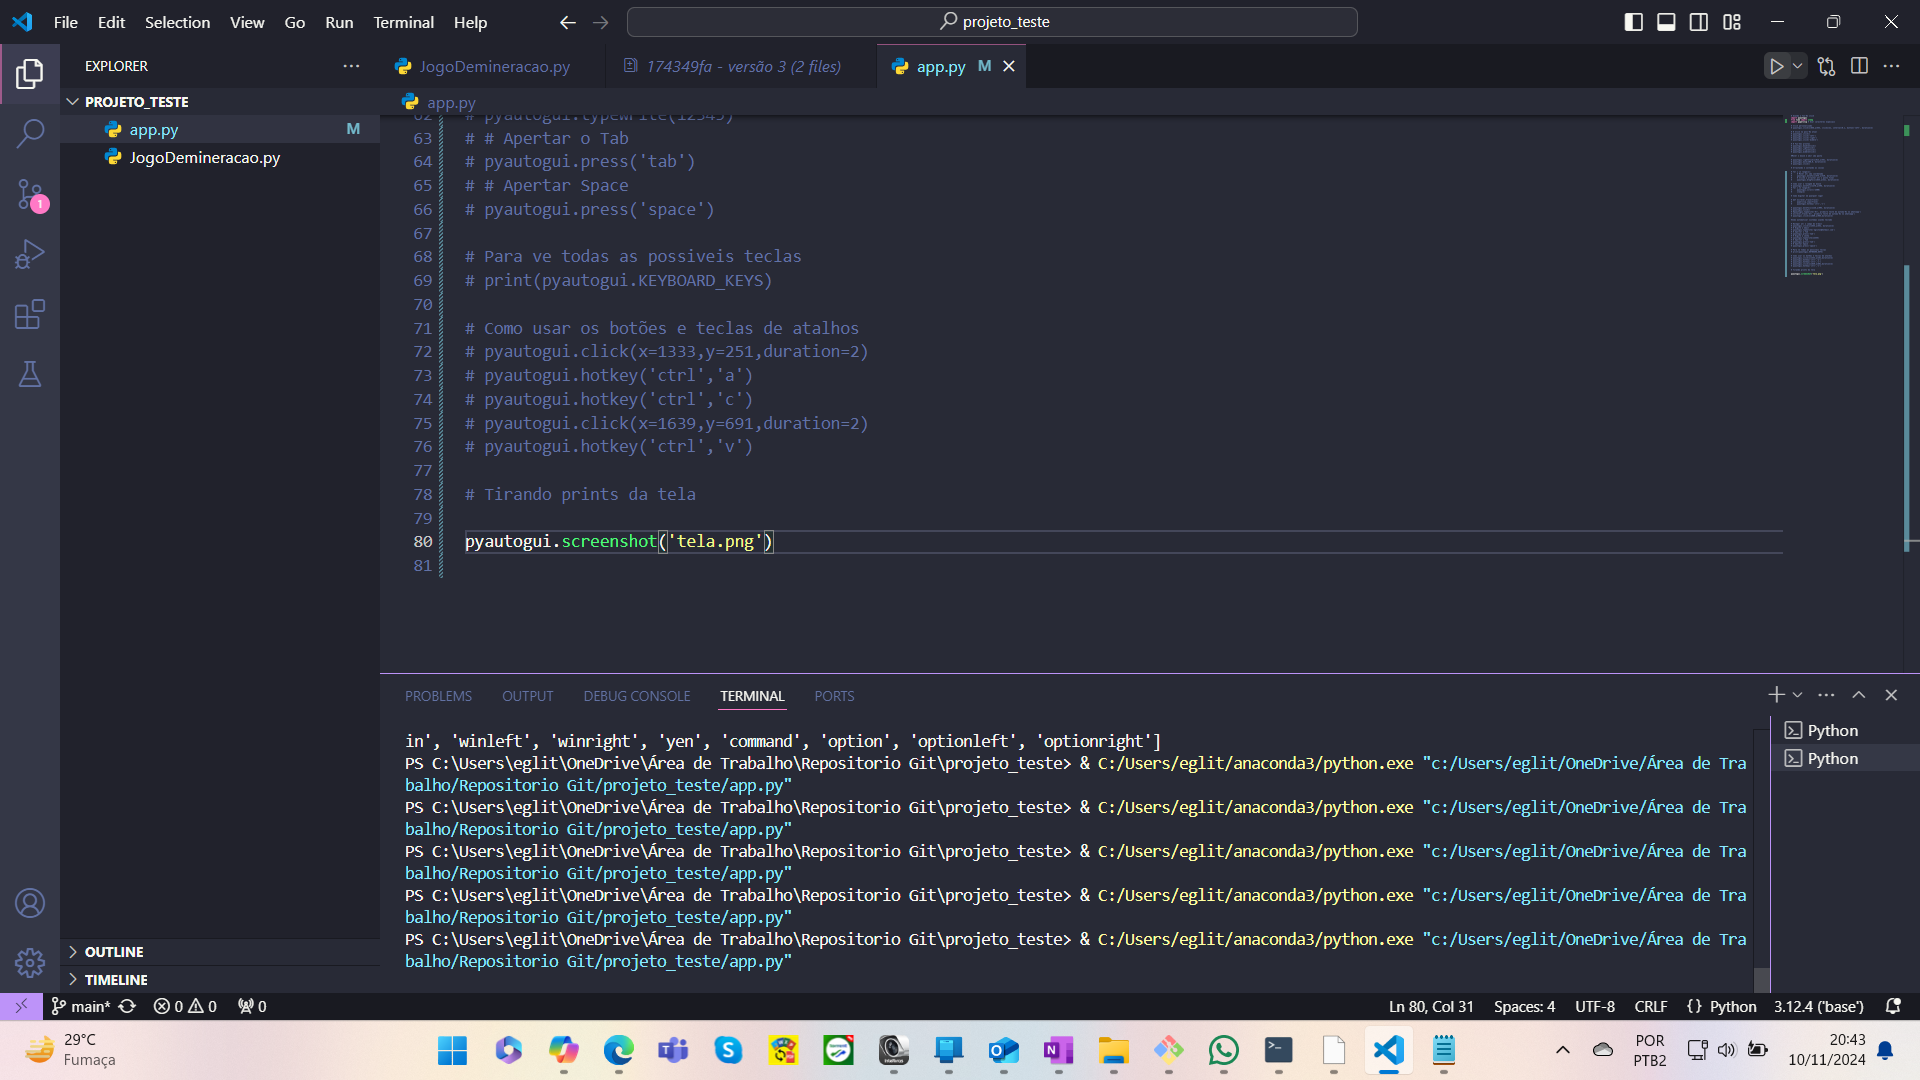 File Edit Selection View Go Run Terminal Help
projeto_teste
EXPLORER
JogoDemineracao.py
174349fa - versão 3 (2 files)
app.py M
PROJETO_TESTE
app.py M
JogoDemineracao.py
app.py
62 # pyautogui.typewrite(12345)
63 # # Apertar o Tab
64 # pyautogui.press('tab')
65 # # Apertar Space
66 # pyautogui.press('space')
67
68 # Para ve todas as possiveis teclas
69 # print(pyautogui.KEYBOARD_KEYS)
70
71 # Como usar os botões e teclas de atalhos
72 # pyautogui.click(x=1333,y=251,duration=2)
73 # pyautogui.hotkey('ctrl','a')
74 # pyautogui.hotkey('ctrl','c')
75 # pyautogui.click(x=1639,y=691,duration=2)
76 # pyautogui.hotkey('ctrl','v')
77
78 # Tirando prints da tela
79
80 pyautogui.screenshot('tela.png')
81
1
PROBLEMS OUTPUT DEBUG CONSOLE TERMINAL PORTS
in', 'winleft', 'winright', 'yen', 'command', 'option', 'optionleft', 'optionright']
PS C:\Users\eglit\OneDrive\Área de Trabalho\Repositorio Git\projeto_teste> & C:/Users/eglit/anaconda3/python.exe "c:/Users/eglit/OneDrive/Área de Tra
balho/Repositorio Git/projeto_teste/app.py"
PS C:\Users\eglit\OneDrive\Área de Trabalho\Repositorio Git\projeto_teste> & C:/Users/eglit/anaconda3/python.exe "c:/Users/eglit/OneDrive/Área de Tra
balho/Repositorio Git/projeto_teste/app.py"
PS C:\Users\eglit\OneDrive\Área de Trabalho\Repositorio Git\projeto_teste> & C:/Users/eglit/anaconda3/python.exe "c:/Users/eglit/OneDrive/Área de Tra
balho/Repositorio Git/projeto_teste/app.py"
PS C:\Users\eglit\OneDrive\Área de Trabalho\Repositorio Git\projeto_teste> & C:/Users/eglit/anaconda3/python.exe "c:/Users/eglit/OneDrive/Área de Tra
balho/Repositorio Git/projeto_teste/app.py"
PS C:\Users\eglit\OneDrive\Área de Trabalho\Repositorio Git\projeto_teste> & C:/Users/eglit/anaconda3/python.exe "c:/Users/eglit/OneDrive/Área de Tra
balho/Repositorio Git/projeto_teste/app.py"
Python
Python
OUTLINE
TIMELINE
main* 0 0 0
Ln 80, Col 31 Spaces: 4 UTF-8 CRLF {} Python 3.12.4 ('base')
29°C
Fumaça
POR
PTB2
20:43
10/11/2024